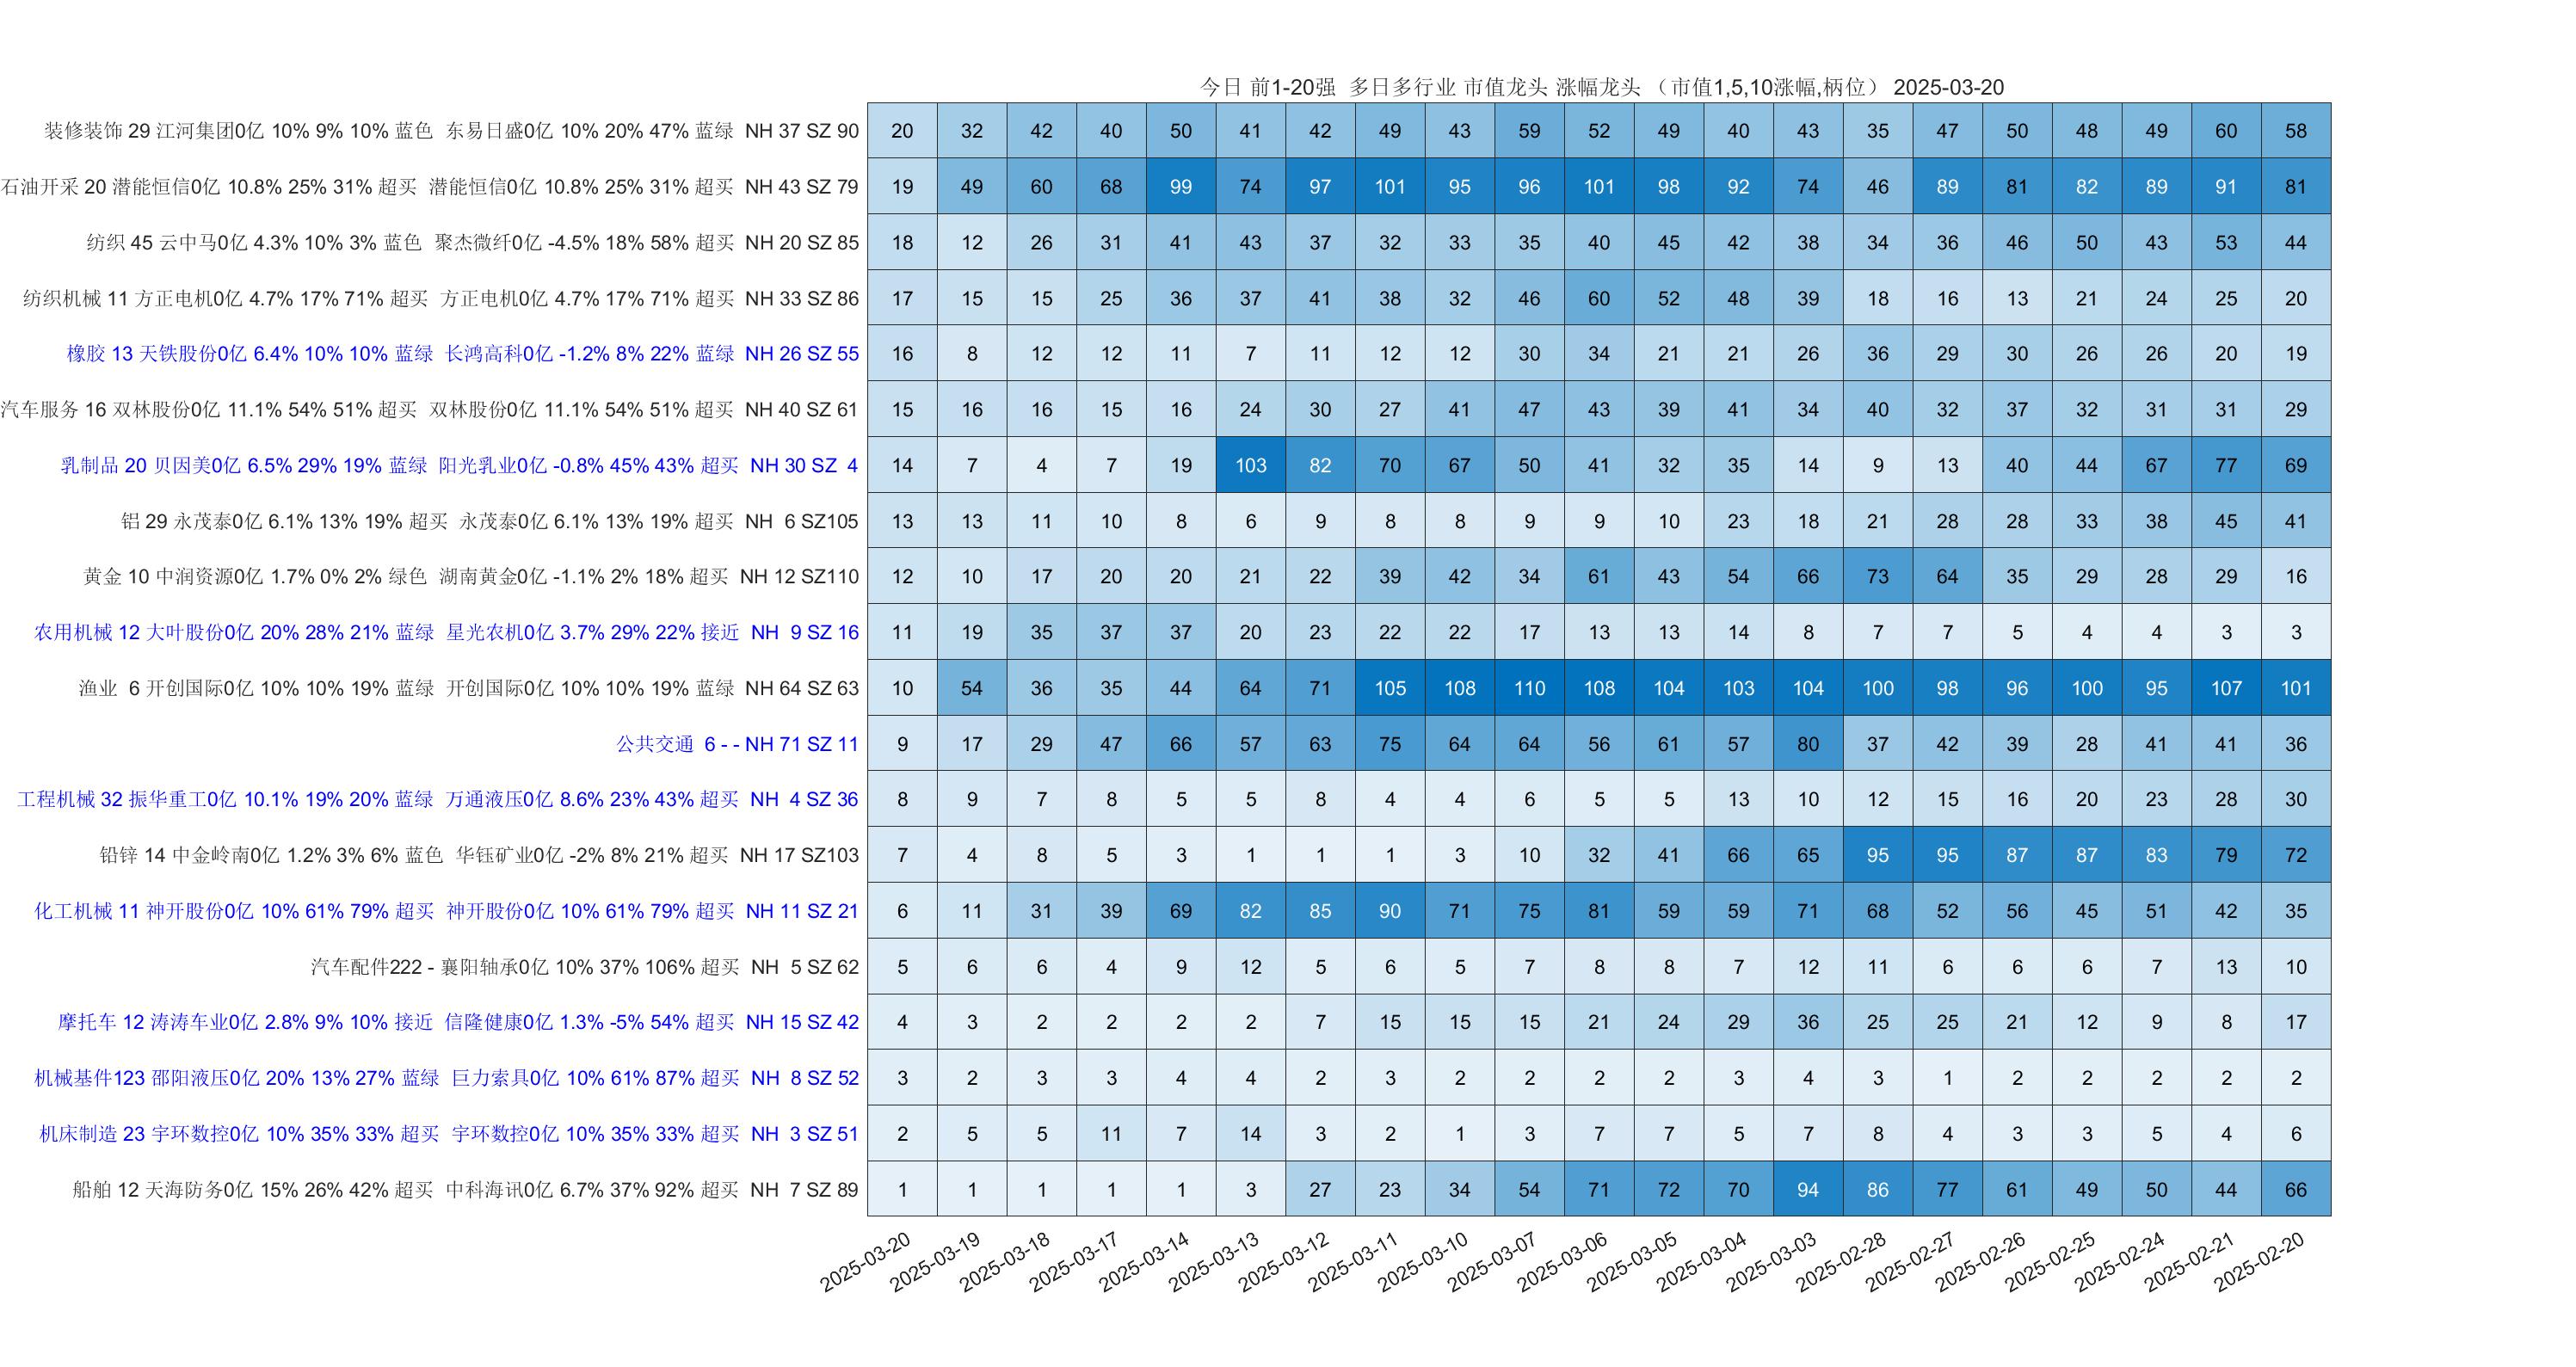 今日 前1-20强 多日多行业 市值龙头 涨幅龙头 （市值1,5,10涨幅,柄位） 2025-03-20
装修装饰 29 江河集团0亿 10% 9% 10% 蓝色 东易日盛0亿 10% 20% 47% 蓝绿 NH 37 SZ 90 20 32 42 40 50 41 42 49 43 59 52 49 40 43 35 47 50 48 49 60 58
石油开采 20 潜能恒信0亿 10.8% 25% 31% 超买 潜能恒信0亿 10.8% 25% 31% 超买 NH 43 SZ 79 19 49 60 68 99 74 97 101 95 96 101 98 92 74 46 89 81 82 89 91 81
纺织 45 云中马0亿 4.3% 10% 3% 蓝色 聚杰微纤0亿 -4.5% 18% 58% 超买 NH 20 SZ 85 18 12 26 31 41 43 37 32 33 35 40 45 42 38 34 36 46 50 43 53 44
纺织机械 11 方正电机0亿 4.7% 17% 71% 超买 方正电机0亿 4.7% 17% 71% 超买 NH 33 SZ 86 17 15 15 25 36 37 41 38 32 46 60 52 48 39 18 16 13 21 24 25 20
橡胶 13 天铁股份0亿 6.4% 10% 10% 蓝绿 长鸿高科0亿 -1.2% 8% 22% 蓝绿 NH 26 SZ 55 16 8 12 12 11 7 11 12 12 30 34 21 21 26 36 29 30 26 26 20 19
汽车服务 16 双林股份0亿 11.1% 54% 51% 超买 双林股份0亿 11.1% 54% 51% 超买 NH 40 SZ 61 15 16 16 15 16 24 30 27 41 47 43 39 41 34 40 32 37 32 31 31 29
乳制品 20 贝因美0亿 6.5% 29% 19% 蓝绿 阳光乳业0亿 -0.8% 45% 43% 超买 NH 30 SZ 4 14 7 4 7 19 103 82 70 67 50 41 32 35 14 9 13 40 44 67 77 69
铝 29 永茂泰0亿 6.1% 13% 19% 超买 永茂泰0亿 6.1% 13% 19% 超买 NH 6 SZ105 13 13 11 10 8 6 9 8 8 9 9 10 23 18 21 28 28 33 38 45 41
黄金 10 中润资源0亿 1.7% 0% 2% 绿色 湖南黄金0亿 -1.1% 2% 18% 超买 NH 12 SZ110 12 10 17 20 20 21 22 39 42 34 61 43 54 66 73 64 35 29 28 29 16
农用机械 12 大叶股份0亿 20% 28% 21% 蓝绿 星光农机0亿 3.7% 29% 22% 接近 NH 9 SZ 16 11 19 35 37 37 20 23 22 22 17 13 13 14 8 7 7 5 4 4 3 3
渔业 6 开创国际0亿 10% 10% 19% 蓝绿 开创国际0亿 10% 10% 19% 蓝绿 NH 64 SZ 63 10 54 36 35 44 64 71 105 108 110 108 104 103 104 100 98 96 100 95 107 101
公共交通 6 - - NH 71 SZ 11 9 17 29 47 66 57 63 75 64 64 56 61 57 80 37 42 39 28 41 41 36
工程机械 32 振华重工0亿 10.1% 19% 20% 蓝绿 万通液压0亿 8.6% 23% 43% 超买 NH 4 SZ 36 8 9 7 8 5 5 8 4 4 6 5 5 13 10 12 15 16 20 23 28 30
铅锌 14 中金岭南0亿 1.2% 3% 6% 蓝色 华钰矿业0亿 -2% 8% 21% 超买 NH 17 SZ103 7 4 8 5 3 1 1 1 3 10 32 41 66 65 95 95 87 87 83 79 72
化工机械 11 神开股份0亿 10% 61% 79% 超买 神开股份0亿 10% 61% 79% 超买 NH 11 SZ 21 6 11 31 39 69 82 85 90 71 75 81 59 59 71 68 52 56 45 51 42 35
汽车配件222 - 襄阳轴承0亿 10% 37% 106% 超买 NH 5 SZ 62 5 6 6 4 9 12 5 6 5 7 8 8 7 12 11 6 6 6 7 13 10
摩托车 12 涛涛车业0亿 2.8% 9% 10% 接近 信隆健康0亿 1.3% -5% 54% 超买 NH 15 SZ 42 4 3 2 2 2 2 7 15 15 15 21 24 29 36 25 25 21 12 9 8 17
机械基件123 邵阳液压0亿 20% 13% 27% 蓝绿 巨力索具0亿 10% 61% 87% 超买 NH 8 SZ 52 3 2 3 3 4 4 2 3 2 2 2 2 3 4 3 1 2 2 2 2 2
机床制造 23 宇环数控0亿 10% 35% 33% 超买 宇环数控0亿 10% 35% 33% 超买 NH 3 SZ 51 2 5 5 11 7 14 3 2 1 3 7 7 5 7 8 4 3 3 5 4 6
船舶 12 天海防务0亿 15% 26% 42% 超买 中科海讯0亿 6.7% 37% 92% 超买 NH 7 SZ 89 1 1 1 1 1 3 27 23 34 54 71 72 70 94 86 77 61 49 50 44 66
2025-03-20 2025-03-19 2025-03-18 2025-03-17 2025-03-14 2025-03-13 2025-03-12 2025-03-11 2025-03-10 2025-03-07 2025-03-06 2025-03-05 2025-03-04 2025-03-03 2025-02-28 2025-02-27 2025-02-26 2025-02-25 2025-02-24 2025-02-21 2025-02-20